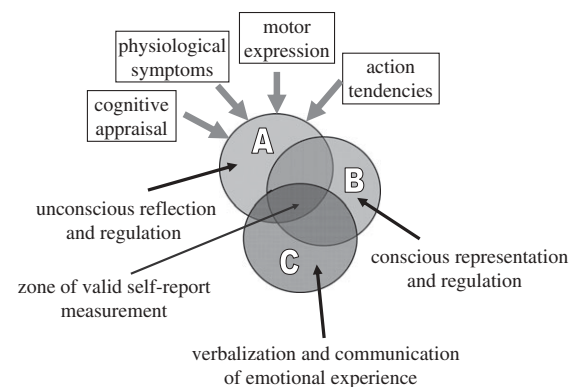 motor
expression
physiological
symptoms
action
tendencies
cognitive
appraisal
A
B
C
unconscious reflection
and regulation
conscious representation
and regulation
zone of valid self-report
measurement
verbalization and communication
of emotional experience